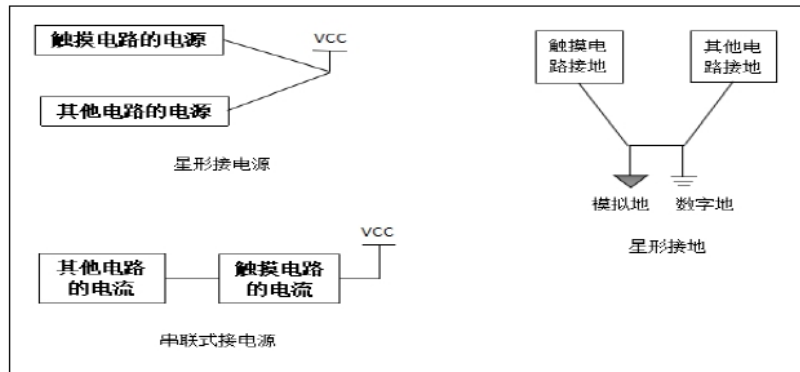 触摸电路的电源
VCC
其他电路的电源
星形接电源
触摸电
路接地
其他电
路接地
模拟地
数字地
星形接地
VCC
其他电路
的电流
触摸电路
的电流
串联式接电源